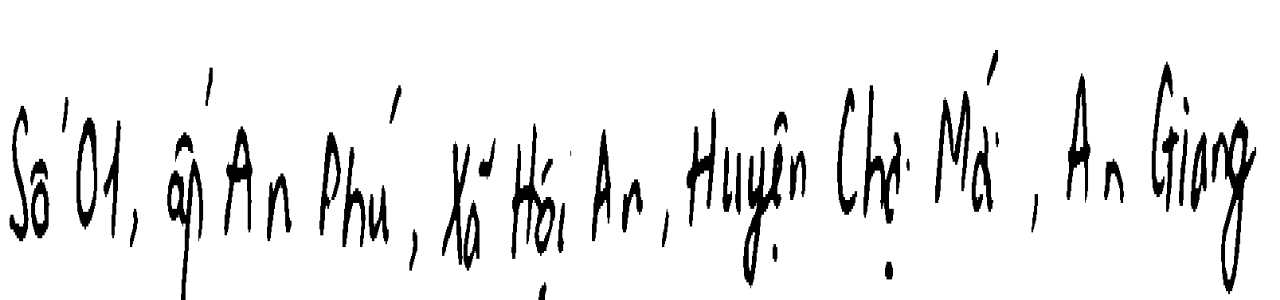 Số 01, ấp An Phú, Xã Hội An, Huyện Chợ Mới, An Giang